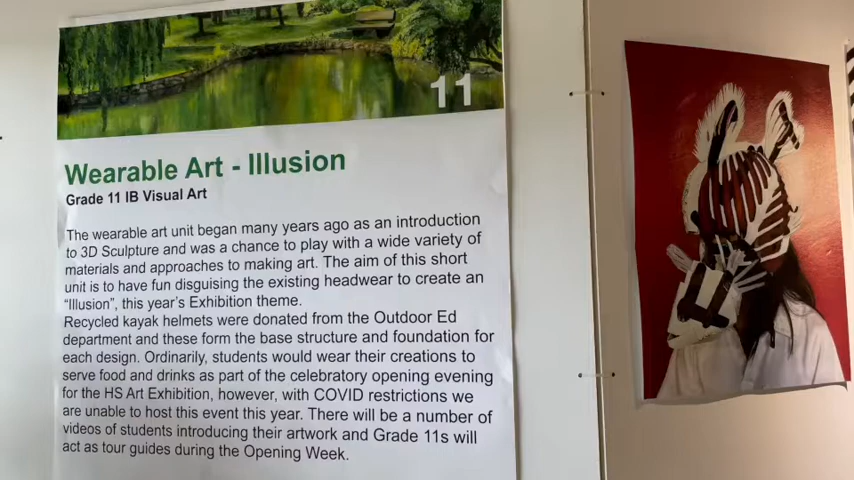 11
Wearable Art - Illusion
Grade 11 IB Visual Art
The wearable art unit began many years ago as an introduction
to 3D Sculpture and was a chance to play with a wide variety of
materials and approaches to making art. The aim of this short
unit is to have fun disguising the existing headwear to create an
“Illusion”, this year’s Exhibition theme.
Recycled kayak helmets were donated from the Outdoor Ed
department and these form the base structure and foundation for
each design. Ordinarily, students would wear their creations to
serve food and drinks as part of the celebratory opening evening
for the HS Art Exhibition, however, with COVID restrictions we
are unable to host this event this year. There will be a number of
videos of students introducing their artwork and Grade 11s will
act as tour guides during the Opening Week.